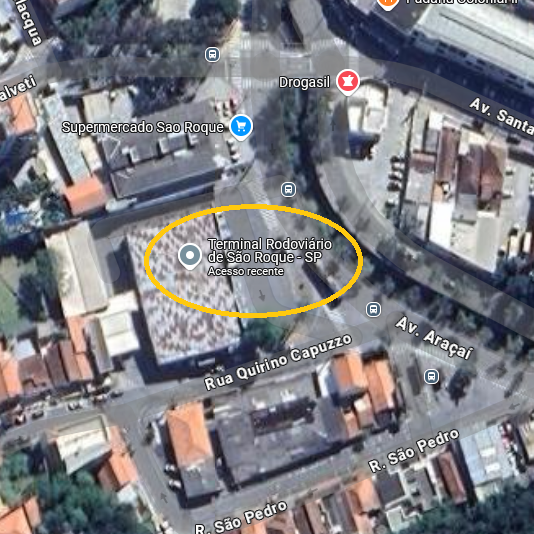 Drogasil
Av. Santa
Supermercado Sao Roque
Terminal Rodoviário
de São Roque - SP
Acesso recente
Av. Araçaí
Rua Quirino Capuzzo
R. São Pedro
R. São Pedro